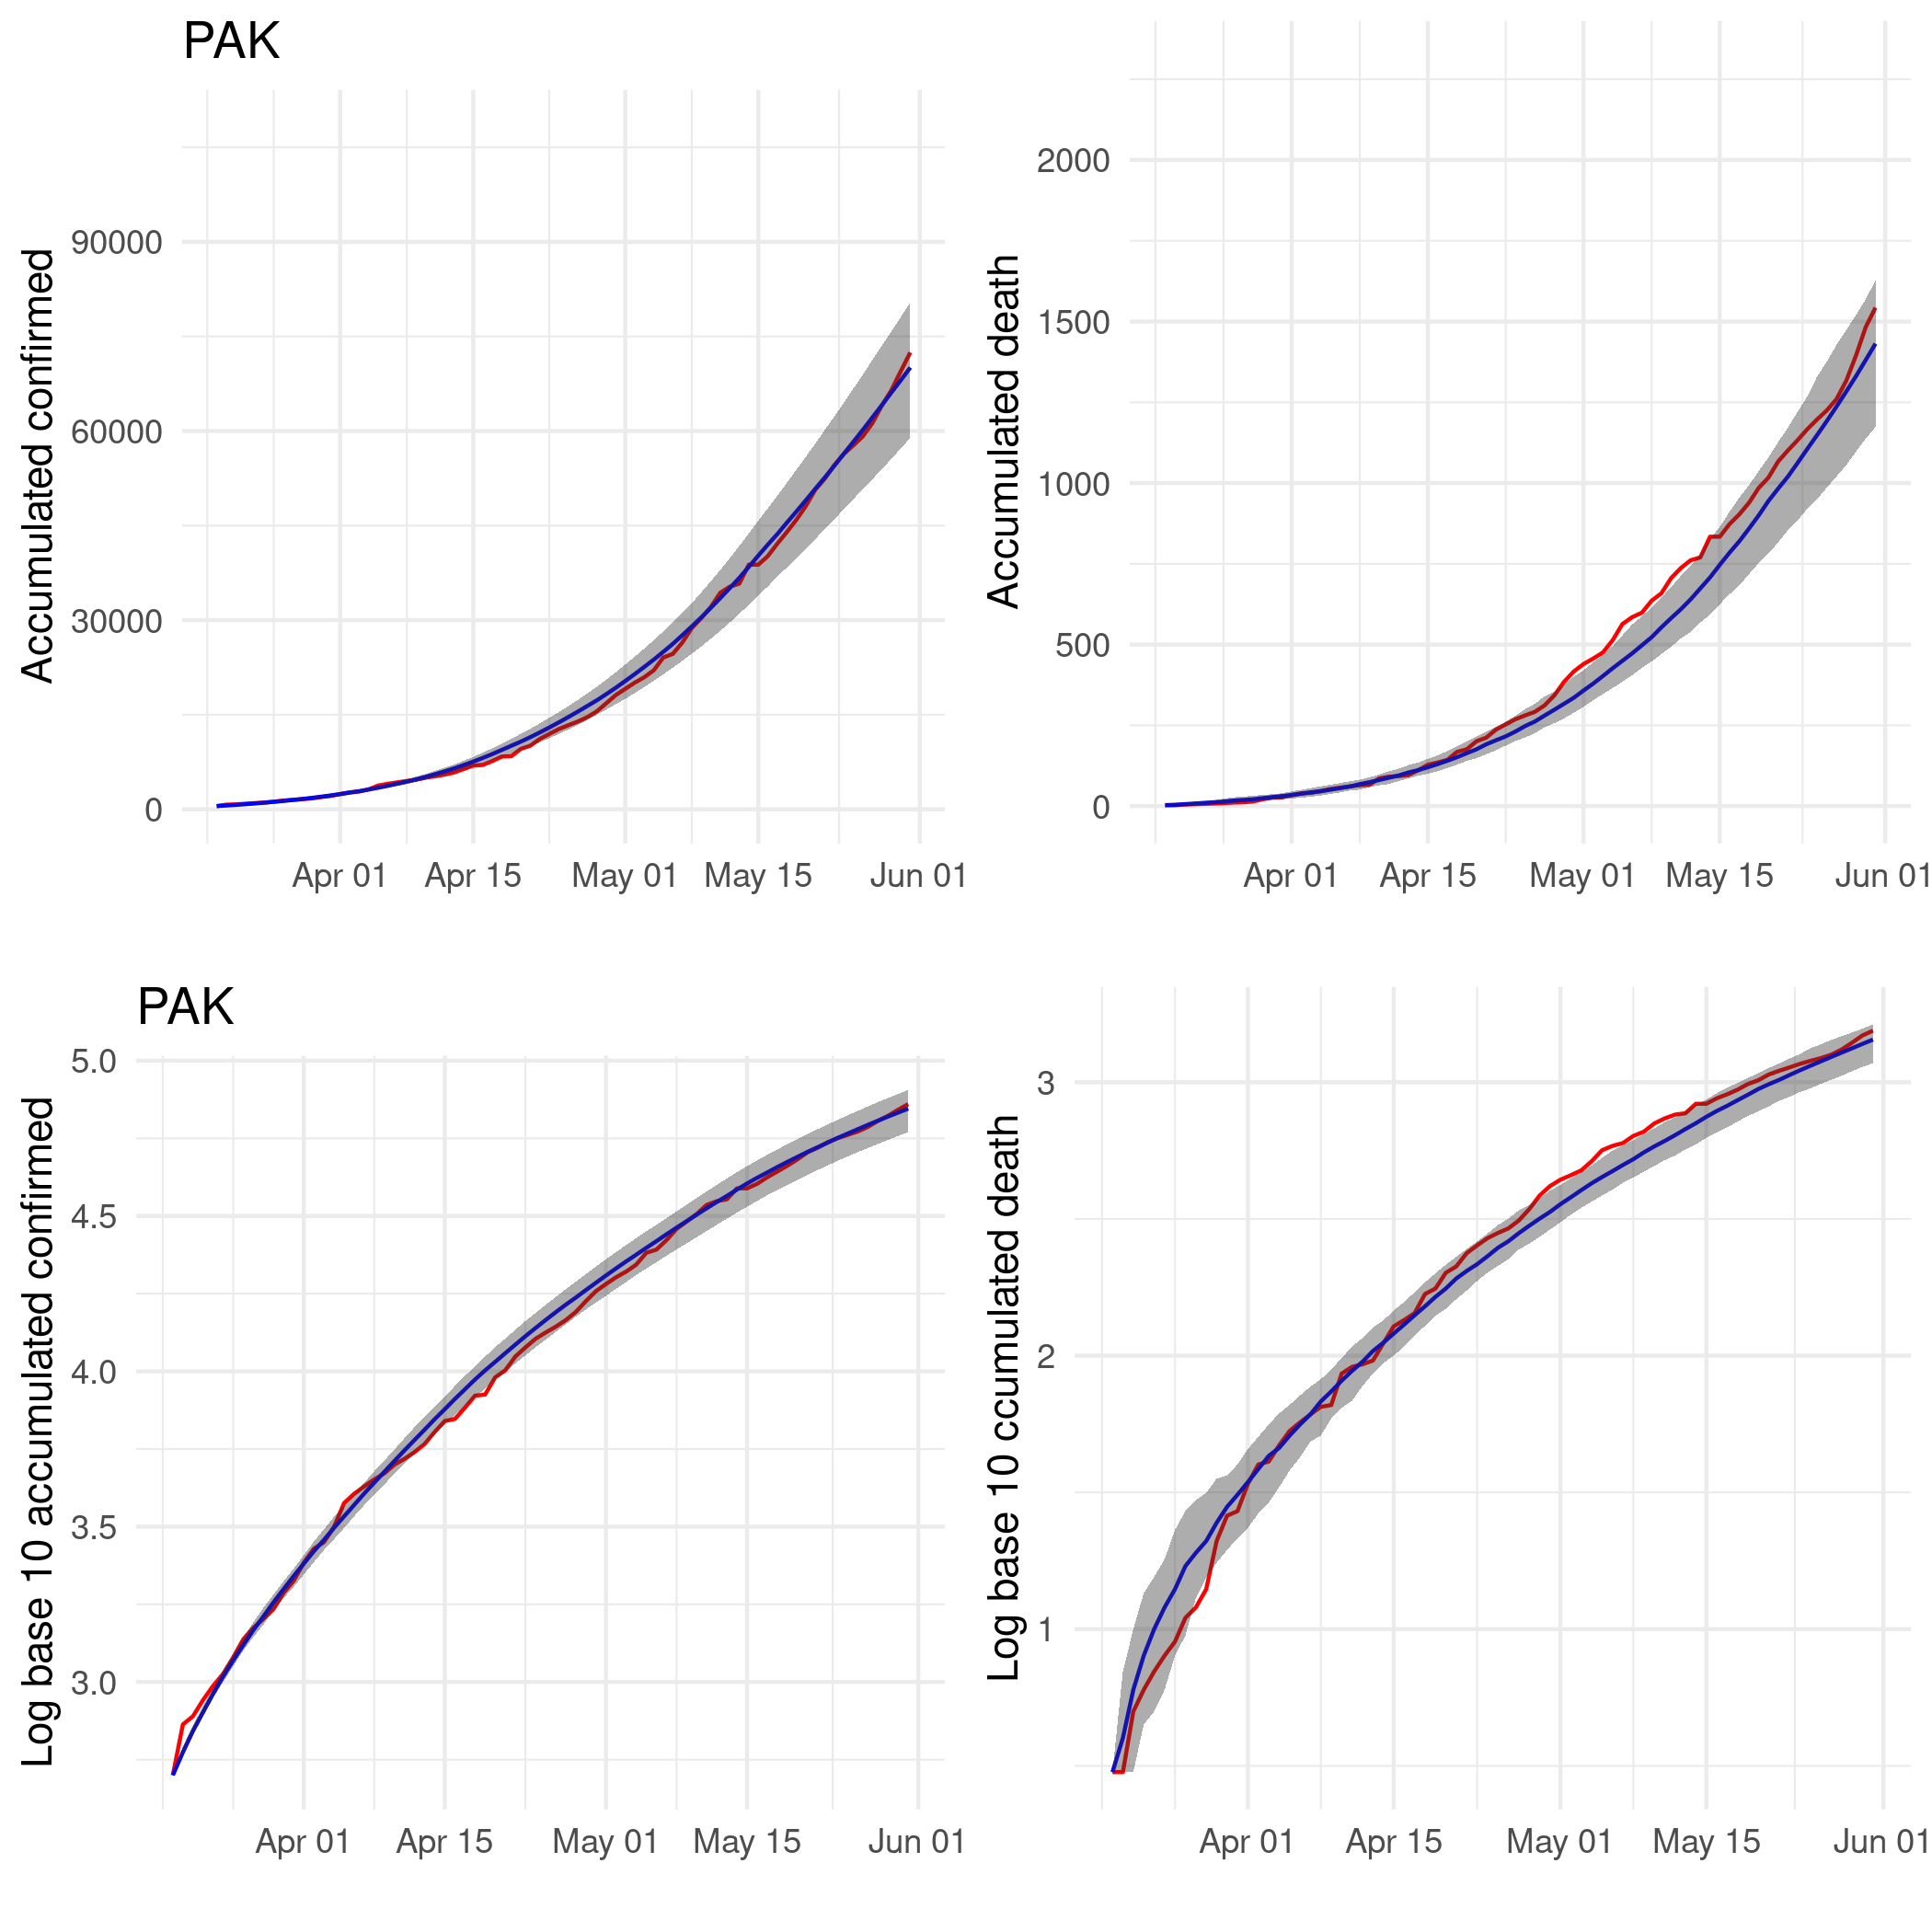 PAK
Accumulated confirmed
90000
60000
30000
0
Apr 01 Apr 15 May 01 May 15 Jun 01
Accumulated death
2000
1500
1000
500
0
Apr 01 Apr 15 May 01 May 15 Jun 01
PAK
Log base 10 accumulated confirmed
5.0
4.5
4.0
3.5
3.0
Apr 01 Apr 15 May 01 May 15 Jun 01
Log base 10 ccumulated death
3
2
1
Apr 01 Apr 15 May 01 May 15 Jun 01